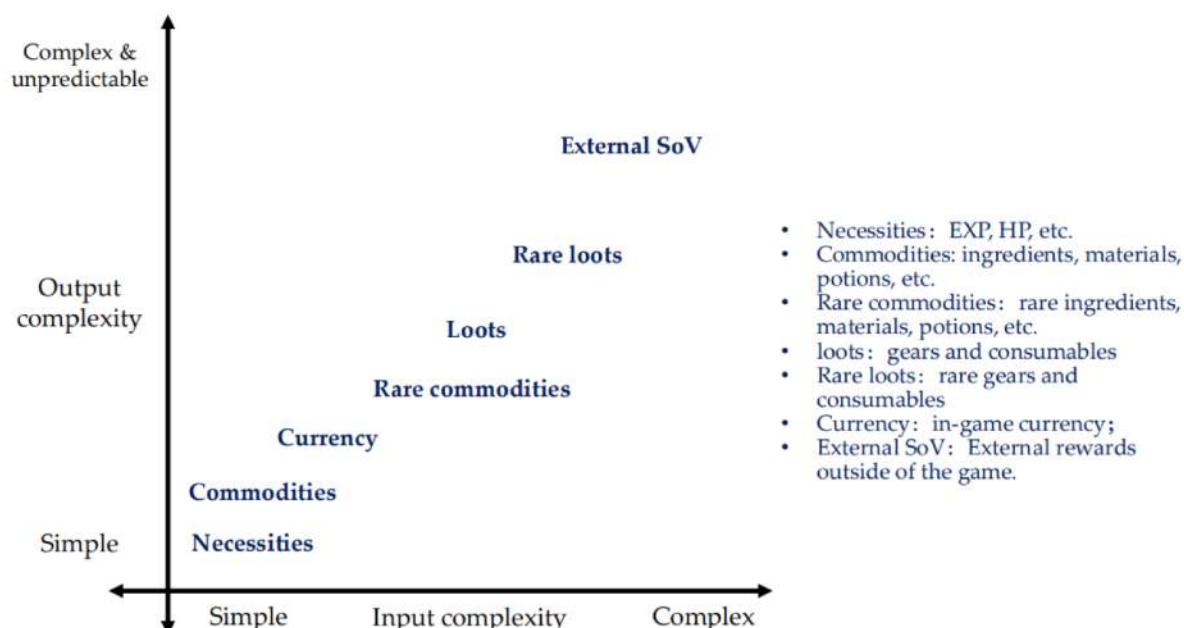 Complex &
unpredictable
External SoV
Rare loots
Output
complexity
Loots
Rare commodities
Currency
Commodities
Simple
Necessities
Simple
Input complexity
Complex
• Necessities: EXP, HP, etc.
• Commodities: ingredients, materials,
potions, etc.
• Rare commodities: rare ingredients,
materials, potions, etc.
• loots: gears and consumables
• Rare loots: rare gears and
consumables
• Currency: in-game currency;
• External SoV: External rewards
outside of the game.